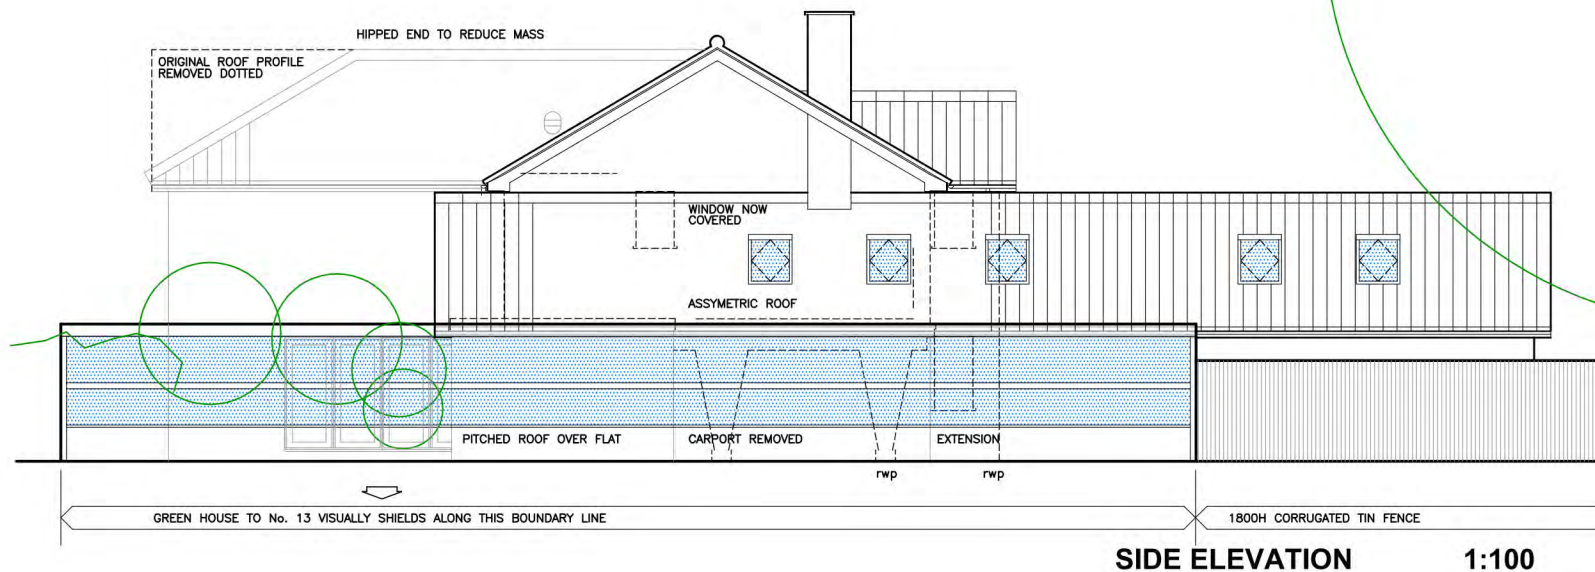 HIPPED END TO REDUCE MASS
ORIGINAL ROOF PROFILE
REMOVED DOTTED
WINDOW NOW
COVERED
ASSYMETRIC ROOF
PITCHED ROOF OVER FLAT
CARPORT REMOVED
EXTENSION
rwp
rwp
GREEN HOUSE TO No. 13 VISUALLY SHIELDS ALONG THIS BOUNDARY LINE
1800H CORRUGATED TIN FENCE
SIDE ELEVATION 1:100